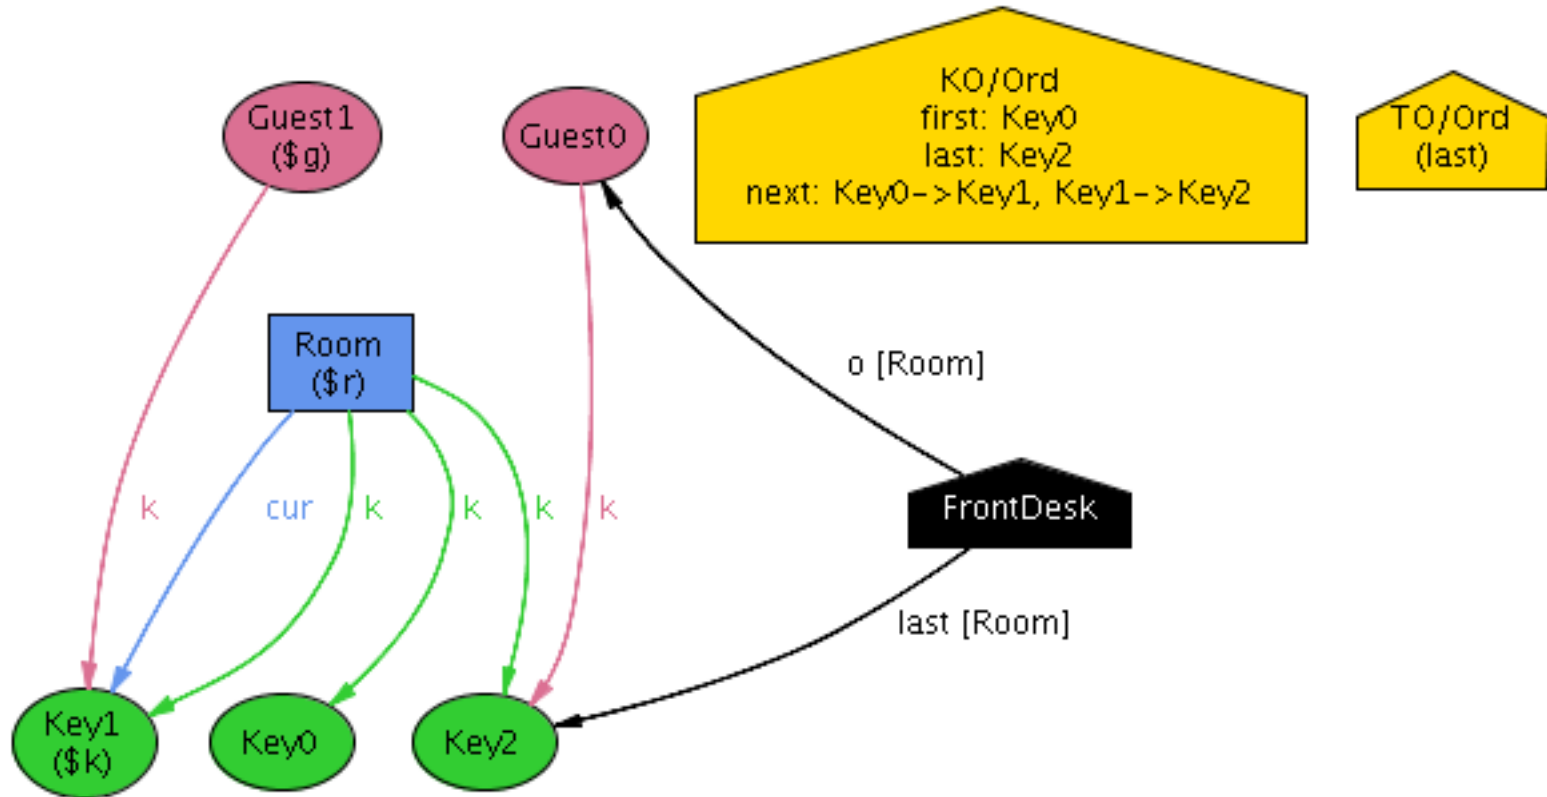 Guest1
($g)
Guest0
KO/Ord
first: Key0
last: Key2
next: Key0->Key1, Key1->Key2
TO/Ord
(last)
Room
($r)
o [Room]
k
cur
k
k
k
k
FrontDesk
last [Room]
Key1
($k)
Key0
Key2